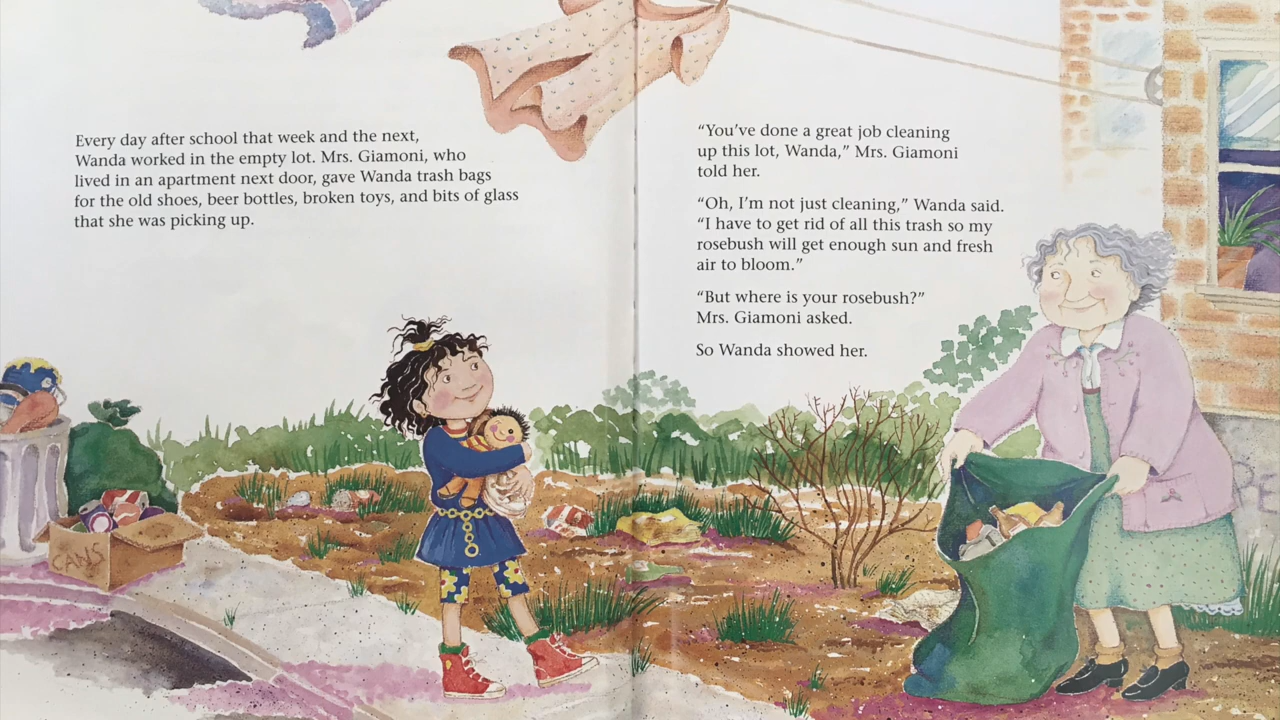 Every day after school that week and the next,
Wanda worked in the empty lot. Mrs. Giamoni, who
lived in an apartment next door, gave Wanda trash bags
for the old shoes, beer bottles, broken toys, and bits of glass
that she was picking up.
“You’ve done a great job cleaning
up this lot, Wanda,” Mrs. Giamoni
told her.
“Oh, I’m not just cleaning,” Wanda said.
“I have to get rid of all this trash so my
rosebush will get enough sun and fresh
air to bloom.”
“But where is your rosebush?”
Mrs. Giamoni asked.
So Wanda showed her.
CANS